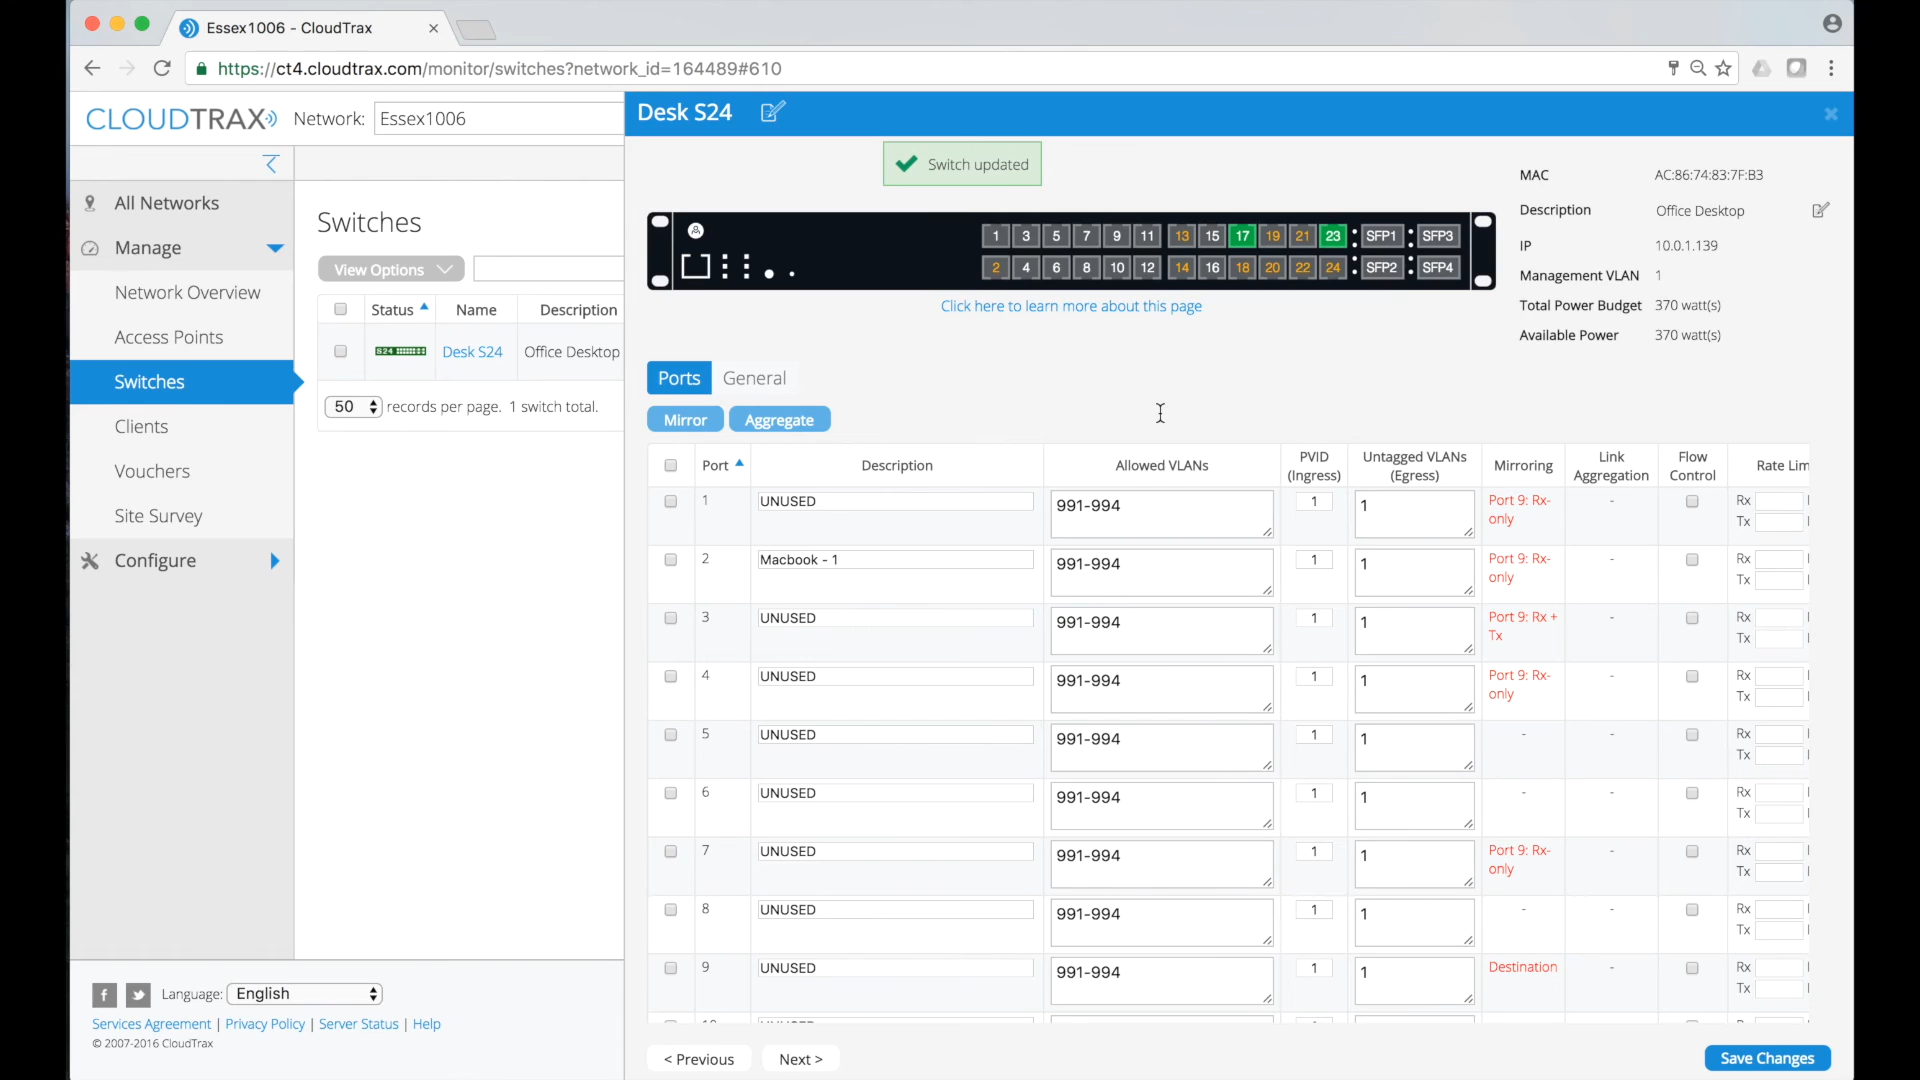 Essex1006 - CloudTrax
https://ct4.cloudtrax.com/monitor/switches?network_id=164489#610
CLOUDTRAX
Network:
Essex1006
Desk S24
Switch updated
All Networks
Manage
Network Overview
Access Points
Switches
Clients
Vouchers
Site Survey
Configure
Switches
View Options
Status
Name
Description
S24
Desk S24
Office Desktop
50
records per page. 1 switch total.
1 3 5 7 9 11 13 15 17 19 21 23 SFP1 SFP3
2 4 6 8 10 12 14 16 18 20 22 24 SFP2 SFP4
Click here to learn more about this page
MAC AC:86:74:83:7F:B3
Description Office Desktop
IP 10.0.1.139
Management VLAN 1
Total Power Budget 370 watt(s)
Available Power 370 watt(s)
Ports
General
Mirror
Aggregate
Port
Description
Allowed VLANs
PVID
(Ingress)
Untagged VLANs
(Egress)
Mirroring
Link
Aggregation
Flow
Control
Rate Lim
1 UNUSED 991-994 1 1 Port 9: Rx-
only
-
Rx
Tx
2 Macbook - 1 991-994 1 1 Port 9: Rx-
only
-
Rx
Tx
3 UNUSED 991-994 1 1 Port 9: Rx +
Tx
-
Rx
Tx
4 UNUSED 991-994 1 1 Port 9: Rx-
only
-
Rx
Tx
5 UNUSED 991-994 1 1 - -
Rx
Tx
6 UNUSED 991-994 1 1 - -
Rx
Tx
7 UNUSED 991-994 1 1 Port 9: Rx-
only
-
Rx
Tx
8 UNUSED 991-994 1 1 - -
Rx
Tx
9 UNUSED 991-994 1 1 Destination -
Rx
Tx
< Previous
Next >
Save Changes
Language:
English
Services Agreement | Privacy Policy | Server Status | Help
© 2007-2016 CloudTrax